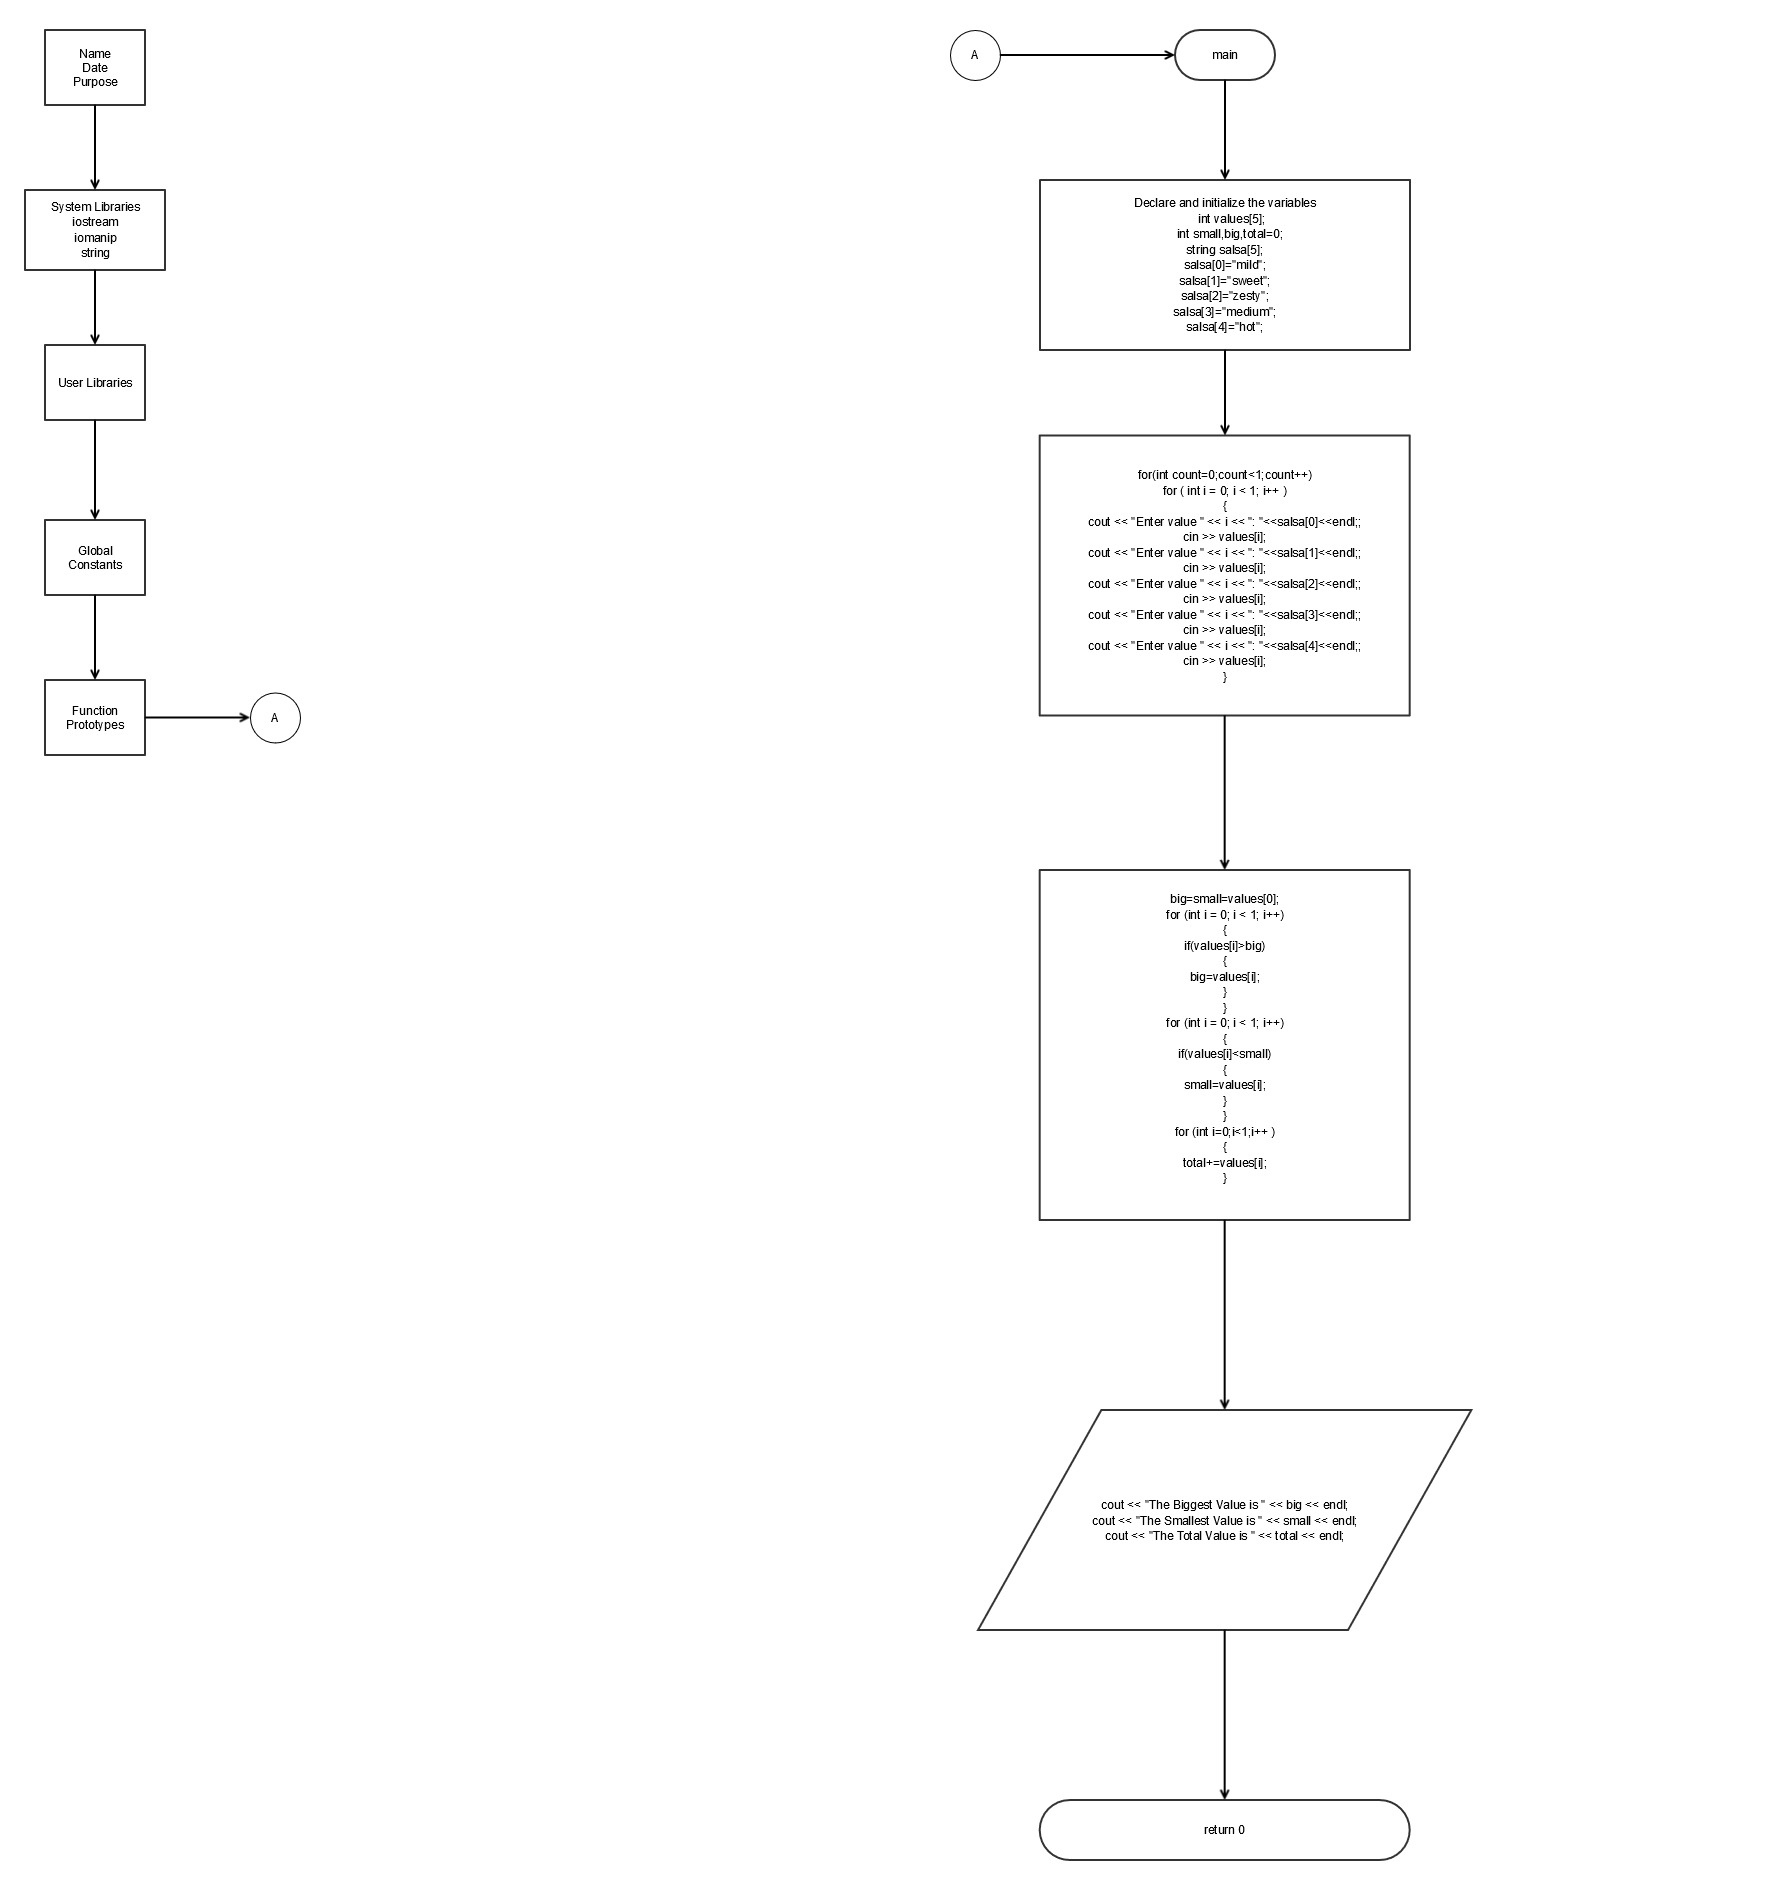 Name
Date
Purpose
System Libraries
iostream
iomanip
string
User Libraries
Global
Constants
Function
Prototypes
A
A
main
Declare and initialize the variables
int values[5];
int small,big,total=0;
string salsa[5];
salsa[0]="mild";
salsa[1]="sweet";
salsa[2]="zesty";
salsa[3]="medium";
salsa[4]="hot";
for(int count=0;count<1;count++)
for ( int i = 0; i < 1; i++ )
{
cout << "Enter value " << i << ": "<<salsa[0]<<endl;;
cin >> values[i];
cout << "Enter value " << i << ": "<<salsa[1]<<endl;;
cin >> values[i];
cout << "Enter value " << i << ": "<<salsa[2]<<endl;;
cin >> values[i];
cout << "Enter value " << i << ": "<<salsa[3]<<endl;;
cin >> values[i];
cout << "Enter value " << i << ": "<<salsa[4]<<endl;;
cin >> values[i];
}
big=small=values[0];
for (int i = 0; i < 1; i++)
{
if(values[i]>big)
{
big=values[i];
}
}
for (int i = 0; i < 1; i++)
{
if(values[i]<small)
{
small=values[i];
}
}
for (int i=0;i<1;i++ )
{
total+=values[i];
}
cout << "The Biggest Value is " << big << endl;
cout << "The Smallest Value is " << small << endl;
cout << "The Total Value is " << total << endl;
return 0